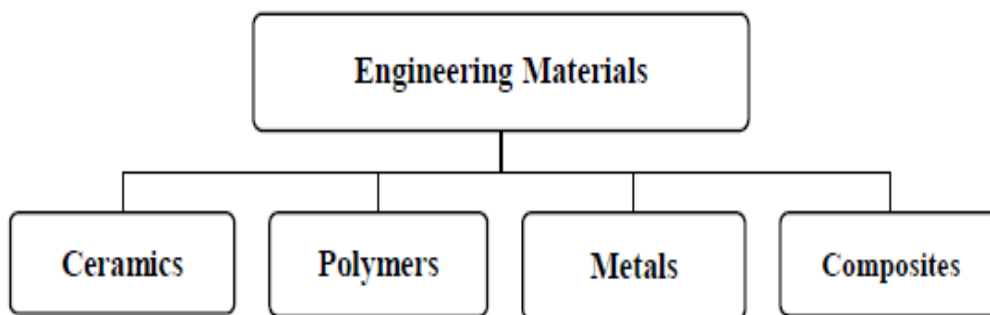 Engineering Materials
Ceramics
Polymers
Metals
Composites